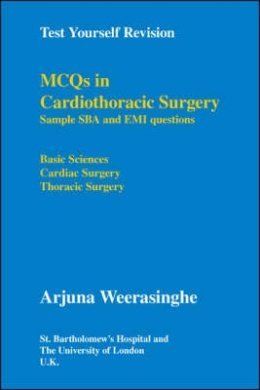 Test Yourself Revision
MCQs in
Cardiothoracic Surgery
Sample SBA and EMI questions
Basic Sciences
Cardiac Surgery
Thoracic Surgery
Arjuna Weerasinghe
St. Bartholomew's Hospital and
The University of London
U.K.